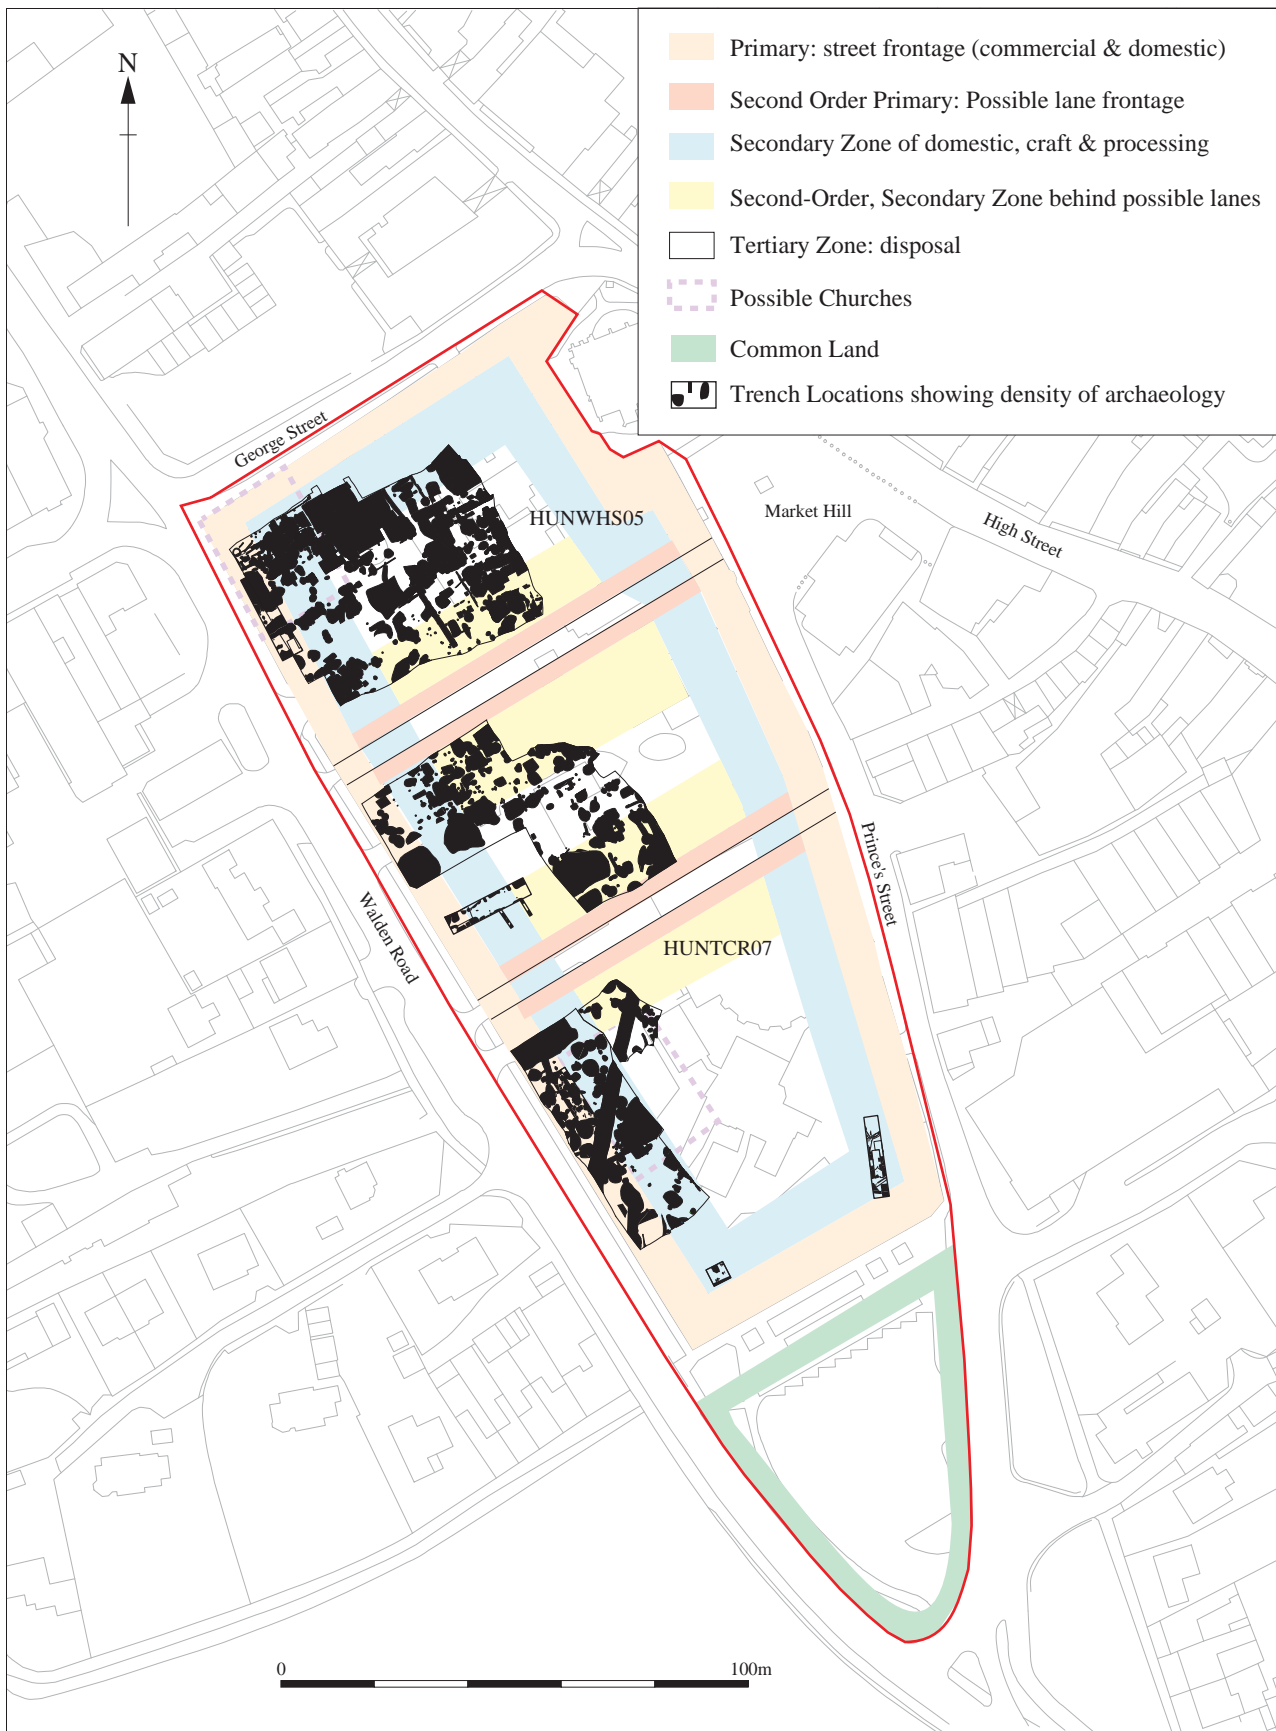 N
Primary: street frontage (commercial & domestic)
Second Order Primary: Possible lane frontage
Secondary Zone of domestic, craft & processing
Second-Order, Secondary Zone behind possible lanes
Tertiary Zone: disposal
Possible Churches
Common Land
Trench Locations showing density of archaeology
George Street
HUNWHS05
Market Hill
High Street
Prince's Street
Walden Road
HUNTCR07
0 100m